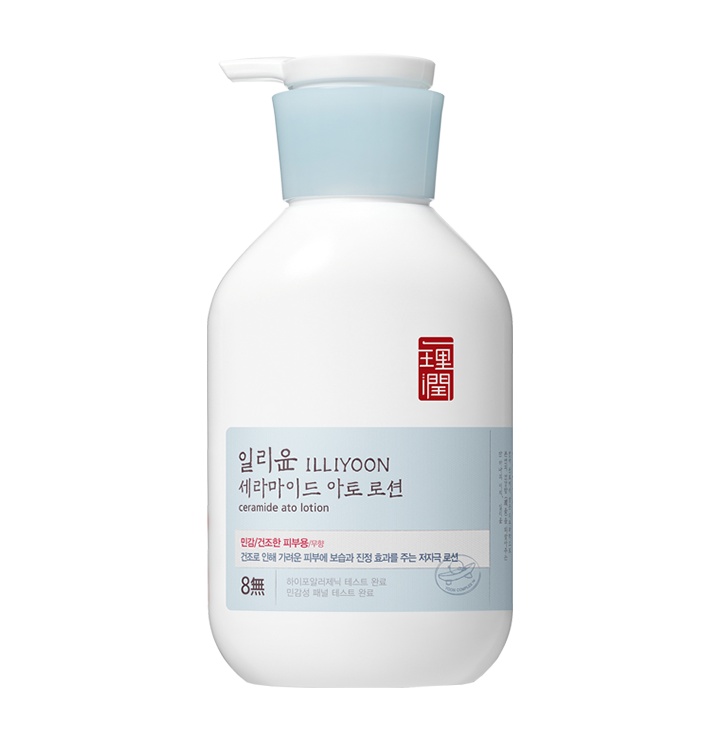 一理潤
일리윤 ILLIYOON
세라마이드 아토 로션
ceramide ato lotion
민감/건조한 피부용/무향
건조로 인해 가려운 피부에 보습과 진정 효과를 주는 저자극 로션
8無
하이포알러제닉 테스트 완료
민감성 패널 테스트 완료